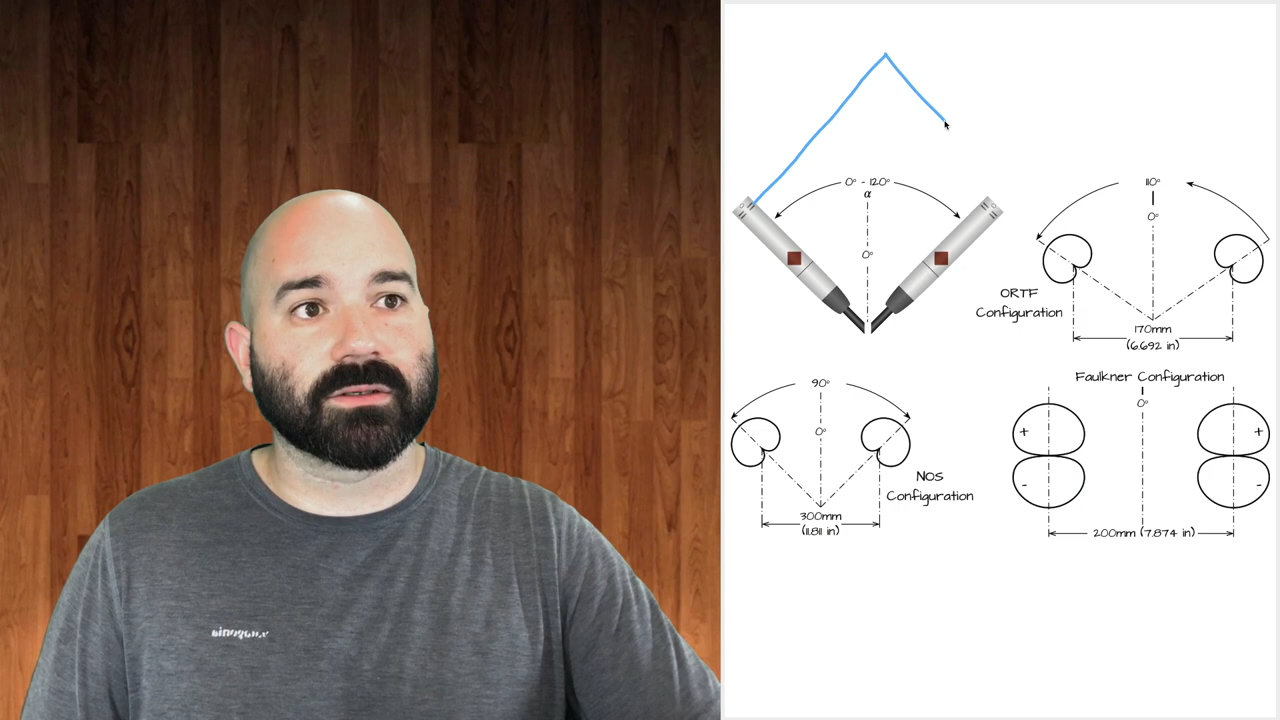 0° - 120°
α
0°
110°
0°
ORTF
Configuration
170mm
(6.692 in)
90°
0°
NOS
Configuration
300mm
(11.811 in)
Faulkner Configuration
0°
+
+
-
-
200mm (7.874 in)